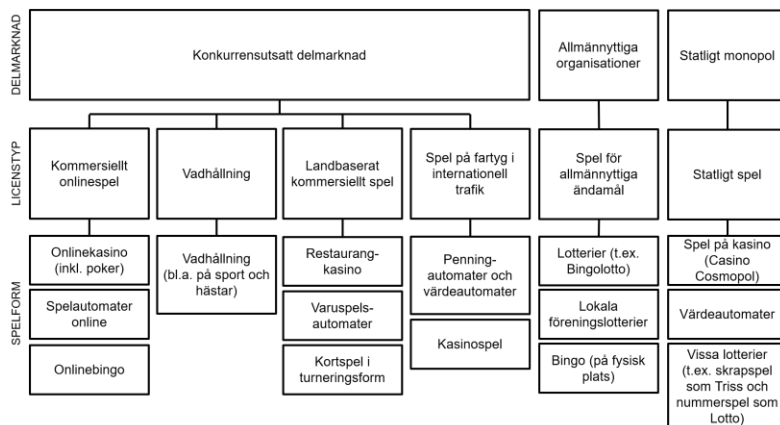 DELMARKNAD
Konkurrensutsatt delmarknad
Allmännyttiga
organisationer
Statligt monopol
LICENSTYP
Kommersiellt
onlinespel
Vadhållning
Landbaserat
kommersiellt spel
Spel på fartyg i
internationell
trafik
Spel för
allmännyttiga
ändamål
Statligt spel
SPELFORM
Onlinekasino
(inkl. poker)
Spelautomater
online
Onlinebingo
Vadhållning
(bl.a. på sport och
hästar)
Restaurang-
kasino
Varuspels-
automater
Kortspel i
turneringsform
Penning-
automater och
värdeautomater
Kasinospel
Lotterier (t.ex.
Bingolotto)
Lokala
föreningslotterier
Bingo (på fysisk
plats)
Spel på kasino
(Casino
Cosmopol)
Värdeautomater
Vissa lotterier
(t.ex. skrapspel
som Triss och
nummerspel som
Lotto)